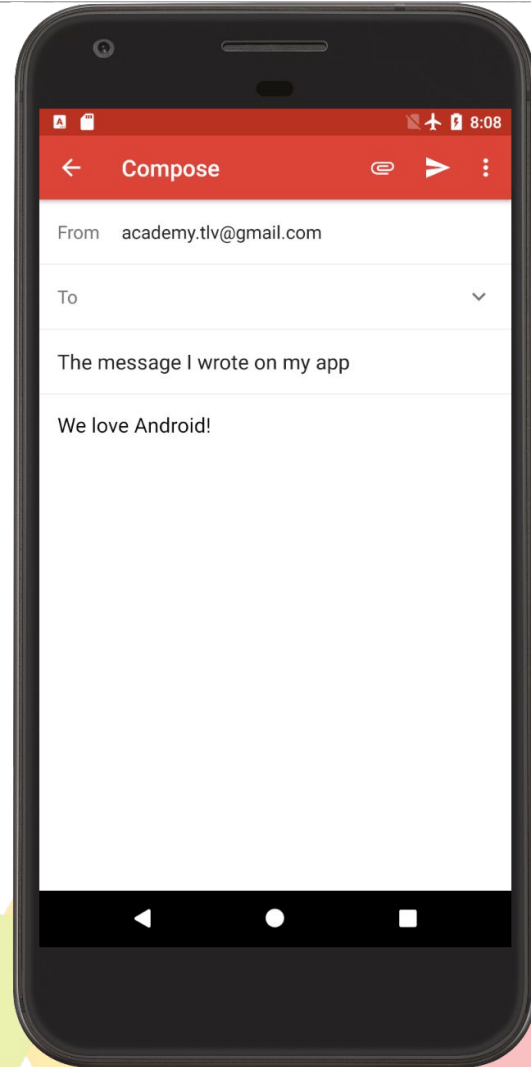 A 8:08
Compose
From academy.tlv@gmail.com
To
The message I wrote on my app
We love Android!